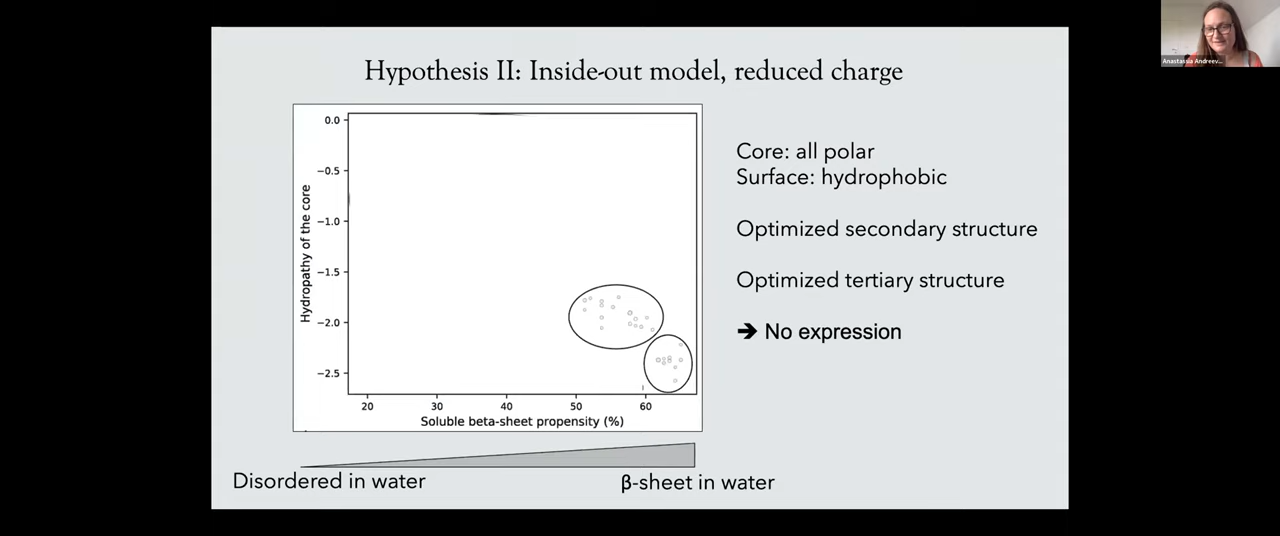 Hypothesis II: Inside-out model, reduced charge
Anastassia Andreev...
0.0
−0.5
−1.0
−1.5
−2.0
−2.5
Hydropathy of the core
20 30 40 50 60
Soluble beta-sheet propensity (%)
Disordered in water
β-sheet in water
Core: all polar
Surface: hydrophobic
Optimized secondary structure
Optimized tertiary structure
➔ No expression